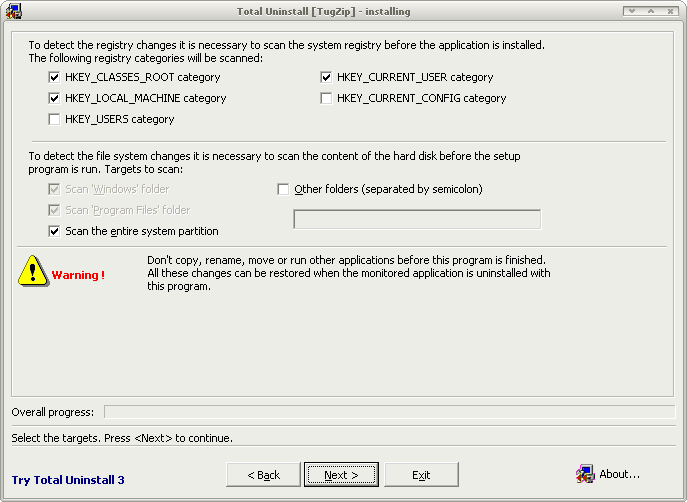 Total Uninstall [TugZip] - installing
To detect the registry changes it is necessary to scan the system registry before the application is installed.
The following registry categories will be scanned:
HKEY_CLASSES_ROOT category
HKEY_CURRENT_USER category
HKEY_LOCAL_MACHINE category
HKEY_CURRENT_CONFIG category
HKEY_USERS category
To detect the file system changes it is necessary to scan the content of the hard disk before the setup
program is run. Targets to scan:
Scan 'Windows' folder
Other folders (separated by semicolon)
Scan 'Program Files' folder
Scan the entire system partition
Warning !
Don't copy, rename, move or run other applications before this program is finished.
All these changes can be restored when the monitored application is uninstalled with
this program.
Overall progress:
Select the targets. Press <Next> to continue.
Try Total Uninstall 3
< Back
Next >
Exit
About...